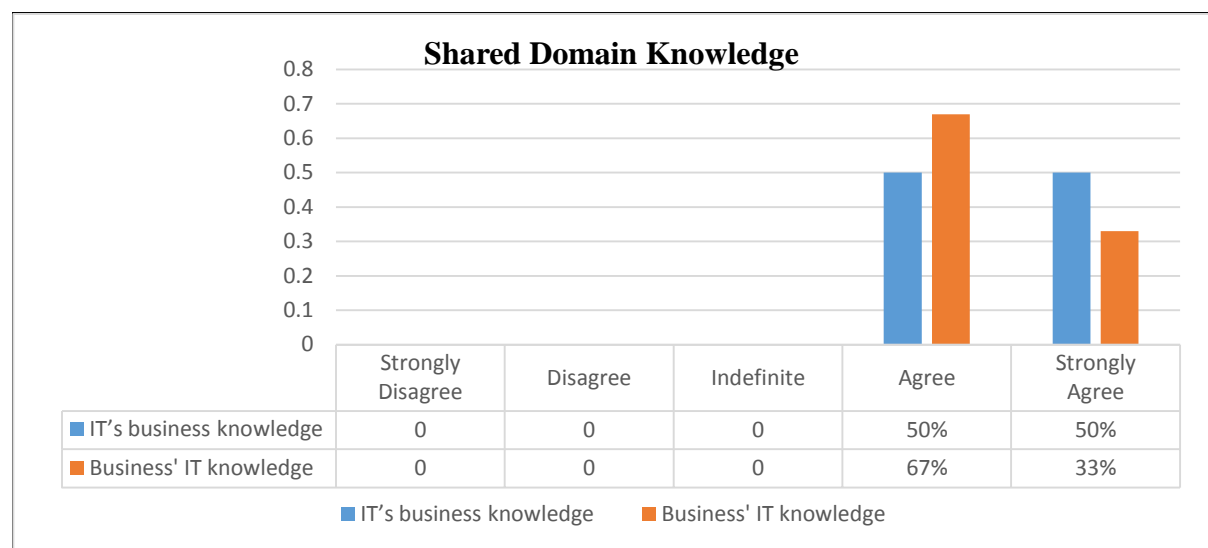 Shared Domain Knowledge
0.8
0.7
0.6
0.5
0.4
0.3
0.2
0.1
0
Strongly
Disagree
Disagree
Indefinite
Agree
Strongly
Agree
IT’s business knowledge 0 0 0 50% 50%
Business' IT knowledge 0 0 0 67% 33%
IT’s business knowledge Business' IT knowledge